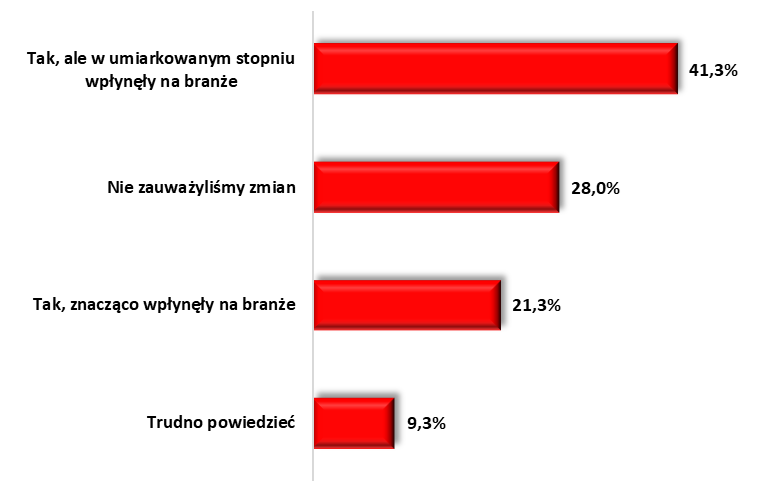 Tak, ale w umiarkowanym stopniu
wpłynęły na branże
41,3%
Nie zauważyliśmy zmian
28,0%
Tak, znacząco wpłynęły na branże
21,3%
Trudno powiedzieć
9,3%